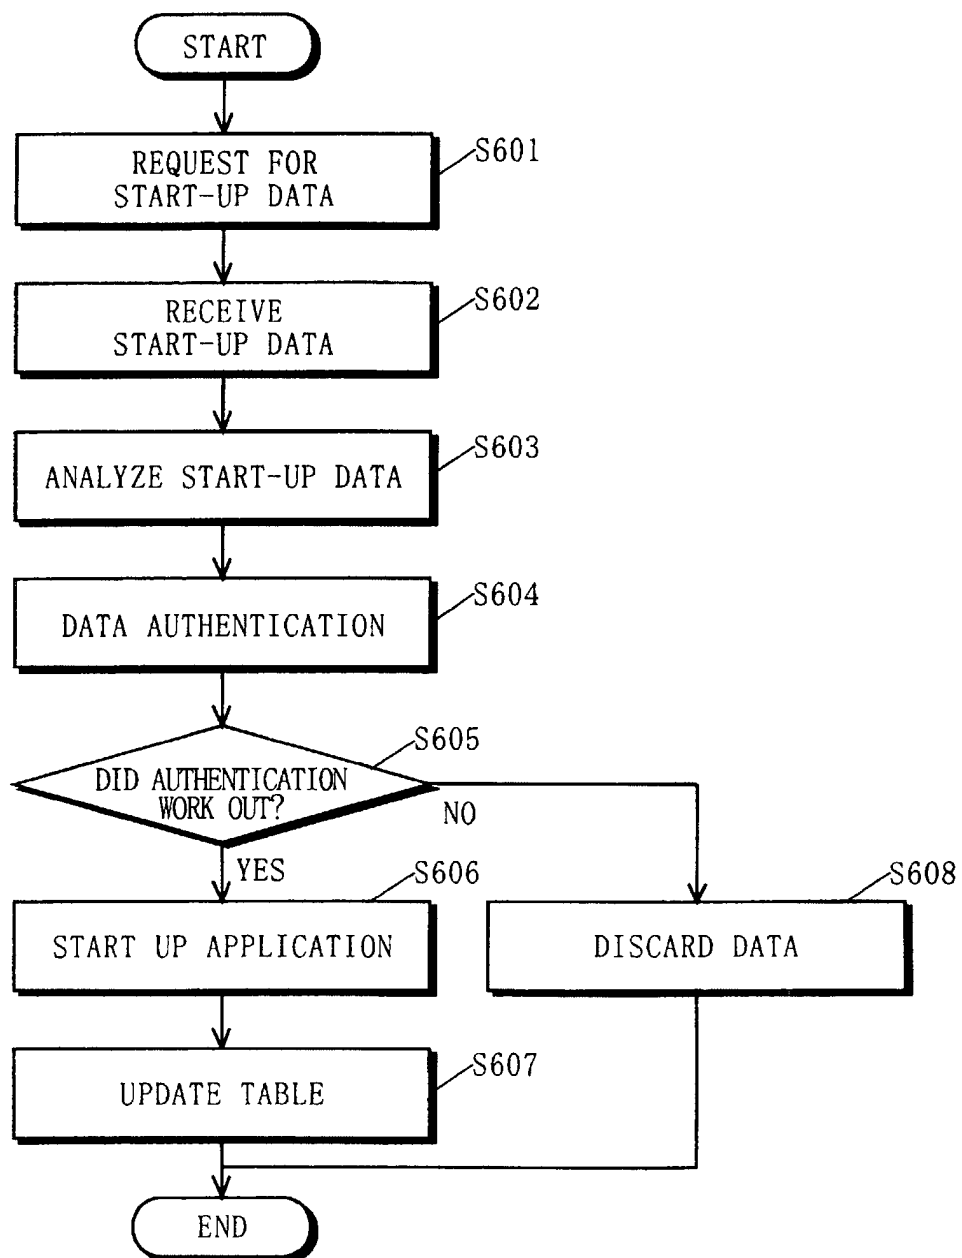 START
REQUEST FOR
START-UP DATA
S601
RECEIVE
START-UP DATA
S602
ANALYZE START-UP DATA
S603
DATA AUTHENTICATION
S604
DID AUTHENTICATION
WORK OUT?
S605
NO
YES
START UP APPLICATION
S606
DISCARD DATA
S608
UPDATE TABLE
S607
END